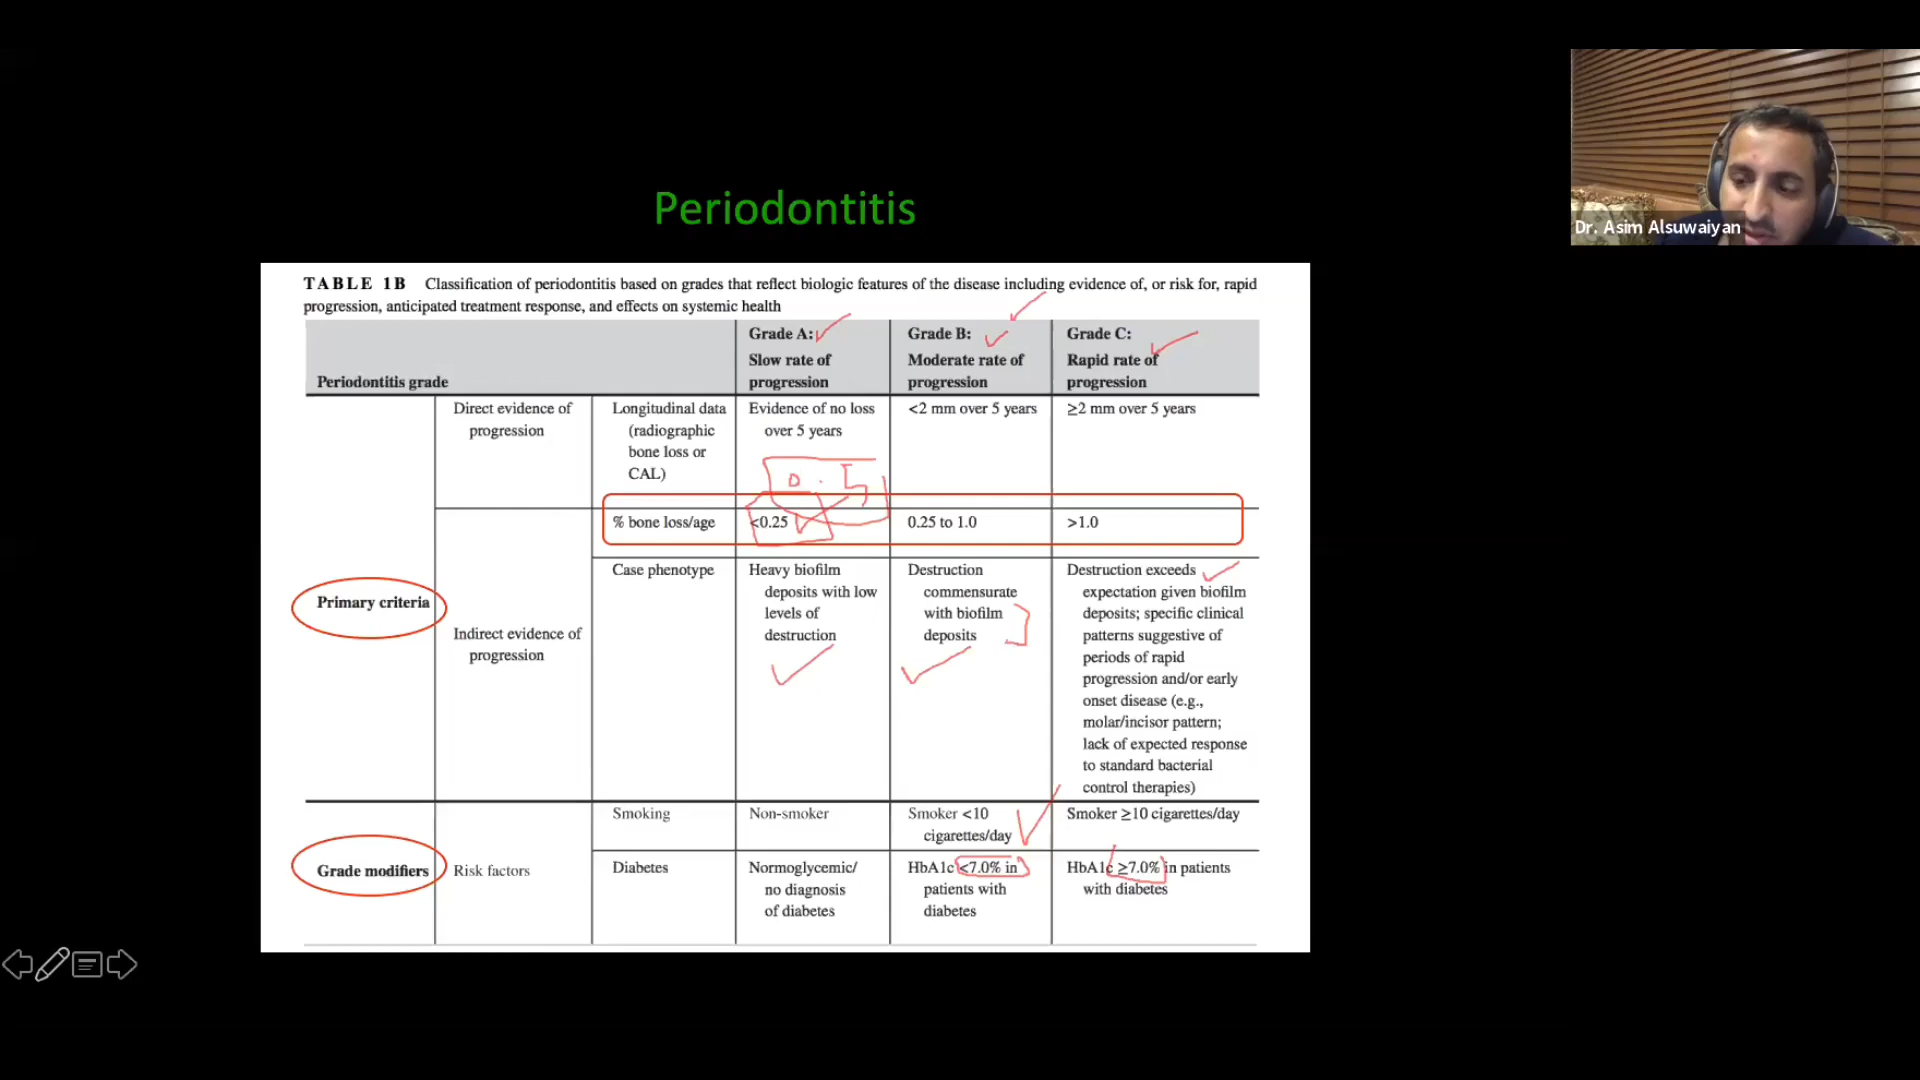 Dr. Asim Alsuwaiyan
Periodontitis
TABLE 1B Classification of periodontitis based on grades that reflect biologic features of the disease including evidence of, or risk for, rapid
progression, anticipated treatment response, and effects on systemic health
Periodontitis grade
Grade A:
Slow rate of
progression
Grade B:
Moderate rate of
progression
Grade C:
Rapid rate of
progression
Primary criteria
Direct evidence of
progression
Longitudinal data
(radiographic
bone loss or
CAL)
Evidence of no loss
over 5 years
<2 mm over 5 years
≥2 mm over 5 years
0.5
Indirect evidence of
progression
% bone loss/age
<0.25
0.25 to 1.0
>1.0
Case phenotype
Heavy biofilm
deposits with low
levels of
destruction
Destruction
commensurate
with biofilm
deposits
Destruction exceeds
expectation given biofilm
deposits; specific clinical
patterns suggestive of
periods of rapid
progression and/or early
onset disease (e.g.,
molar/incisor pattern;
lack of expected response
to standard bacterial
control therapies)
Grade modifiers
Risk factors
Smoking
Non-smoker
Smoker <10
cigarettes/day
Smoker ≥10 cigarettes/day
Diabetes
Normoglycemic/
no diagnosis
of diabetes
HbA1c <7.0% in
patients with
diabetes
HbA1c ≥7.0% in patients
with diabetes